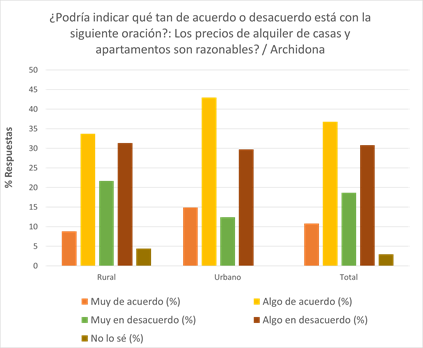 ¿Podría indicar qué tan de acuerdo o desacuerdo está con la
siguiente oración?: Los precios de alquiler de casas y
apartamentos son razonables? / Archidona
50
45
40
35
30
25
20
15
10
5
0
% Respuestas
Rural
Urbano
Total
Muy de acuerdo (%)
Algo de acuerdo (%)
Muy en desacuerdo (%)
Algo en desacuerdo (%)
No lo sé (%)